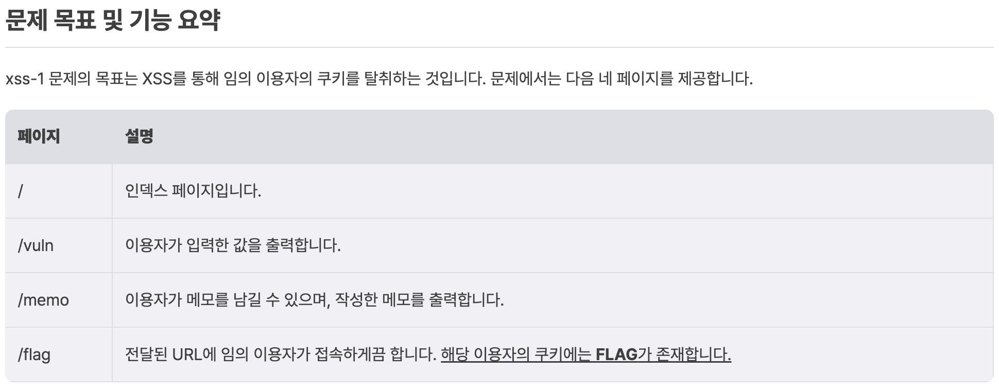 문제 목표 및 기능 요약
xss-1 문제의 목표는 XSS를 통해 임의 이용자의 쿠키를 탈취하는 것입니다. 문제에서는 다음 네 페이지를 제공합니다.
페이지 설명
/ 인덱스 페이지입니다.
/vuln 이용자가 입력한 값을 출력합니다.
/memo 이용자가 메모를 남길 수 있으며, 작성한 메모를 출력합니다.
/flag 전달된 URL에 임의 이용자가 접속하게끔 합니다. 해당 이용자의 쿠키에는 FLAG가 존재합니다.